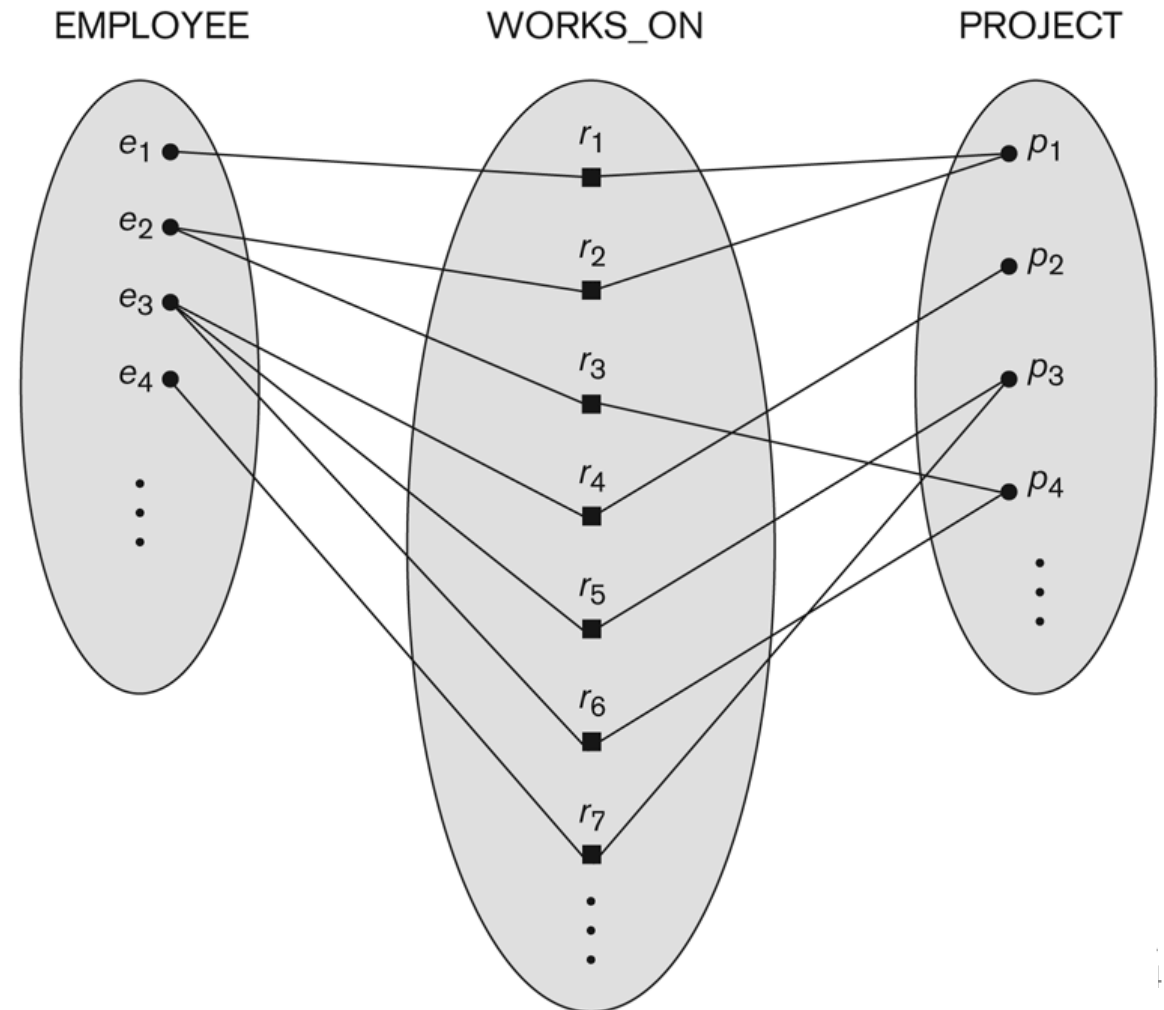 EMPLOYEE WORKS_ON PROJECT
e1 r1 p1
e2 r2 p2
e3 r3 p3
e4 r4 p4
r5
r6
r7